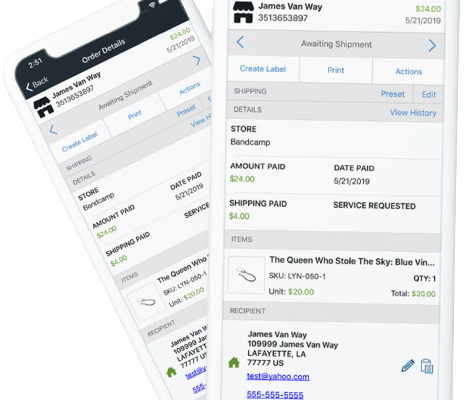 2:51
Back
Order Details
James Van Way
3513653897
$24.00
5/21/2019
Awaiting Shipment
Create Label
Print
Actions
SHIPPING
Preset
DETAILS
STORE
Bandcamp
AMOUNT PAID
$24.00
DATE PAID
5/21/2019
SHIPPING PAID
$4.00
SERVICE
ITEMS
The Queen Who
SKU: LYN-050-1
Unit: $20.00
RECIPIENT
James Van Way
109999 James Van Way
LAFAYETTE, LA
77777 US
James Van Way
$24.00
3513653897
5/21/2019
Awaiting Shipment
Create Label
Print
Actions
SHIPPING
Preset
Edit
DETAILS
View History
STORE
Bandcamp
AMOUNT PAID
DATE PAID
$24.00
5/21/2019
SHIPPING PAID
SERVICE REQUESTED
$4.00
ITEMS
The Queen Who Stole The Sky: Blue Vin...
SKU: LYN-050-1
QTY: 1
Unit: $20.00
Total: $20.00
RECIPIENT
James Van Way
109999 James Van Way
LAFAYETTE, LA
77777 US
test@yahoo.com
555-555-5555